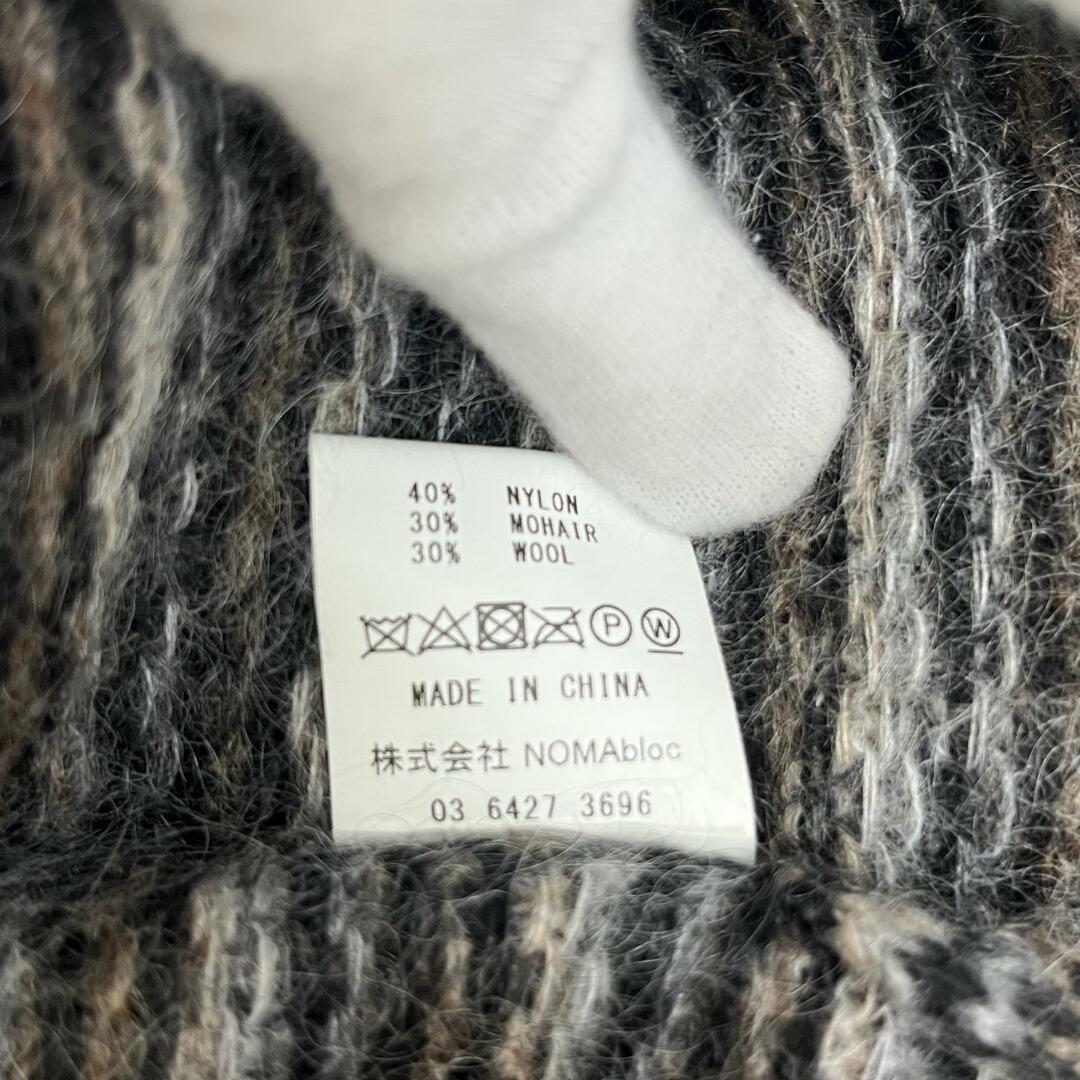 40% NYLON
30% MOHAIR
30% WOOL
P W
MADE IN CHINA
株式会社 NOMAbloc
03 6427 3696